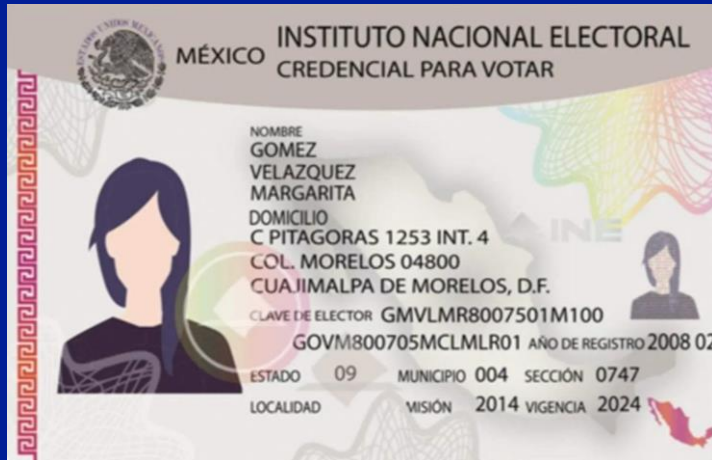 MÉXICO INSTITUTO NACIONAL ELECTORAL
CREDENCIAL PARA VOTAR
NOMBRE
GOMEZ
VELAZQUEZ
MARGARITA
DOMICILIO
C PITAGORAS 1253 INT. 4
COL. MORELOS 04800
CUAJIMALPA DE MORELOS, D.F.
INE
CLAVE DE ELECTOR GMVLMR8007501M100
GOVM800705MCLMLR01 AÑO DE REGISTRO 2008 02
ESTADO 09 MUNICIPIO 004 SECCIÓN 0747
LOCALIDAD MISIÓN 2014 VIGENCIA 2024